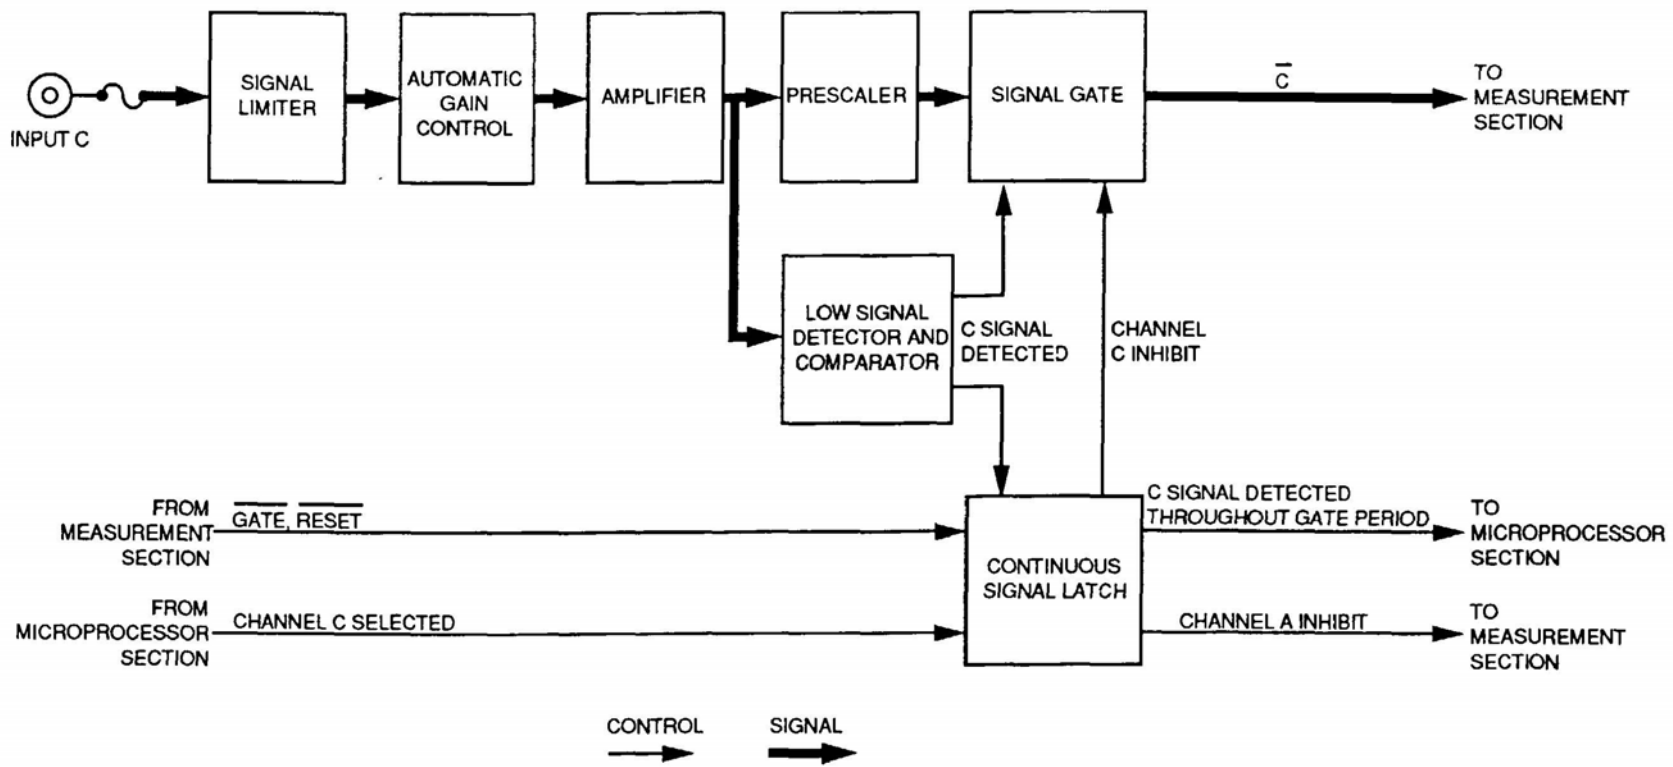 INPUT C
SIGNAL
LIMITER
AUTOMATIC
GAIN
CONTROL
AMPLIFIER
PRESCALER
SIGNAL GATE
C̅
TO
MEASUREMENT
SECTION
LOW SIGNAL
DETECTOR AND
COMPARATOR
C SIGNAL
DETECTED
CHANNEL
C INHIBIT
FROM
MEASUREMENT
SECTION
G̅A̅T̅E̅, R̅E̅S̅E̅T̅
FROM
MICROPROCESSOR
SECTION
CHANNEL C SELECTED
CONTINUOUS
SIGNAL LATCH
C SIGNAL DETECTED
THROUGHOUT GATE PERIOD
TO
MICROPROCESSOR
SECTION
CHANNEL A INHIBIT
TO
MEASUREMENT
SECTION
CONTROL
SIGNAL